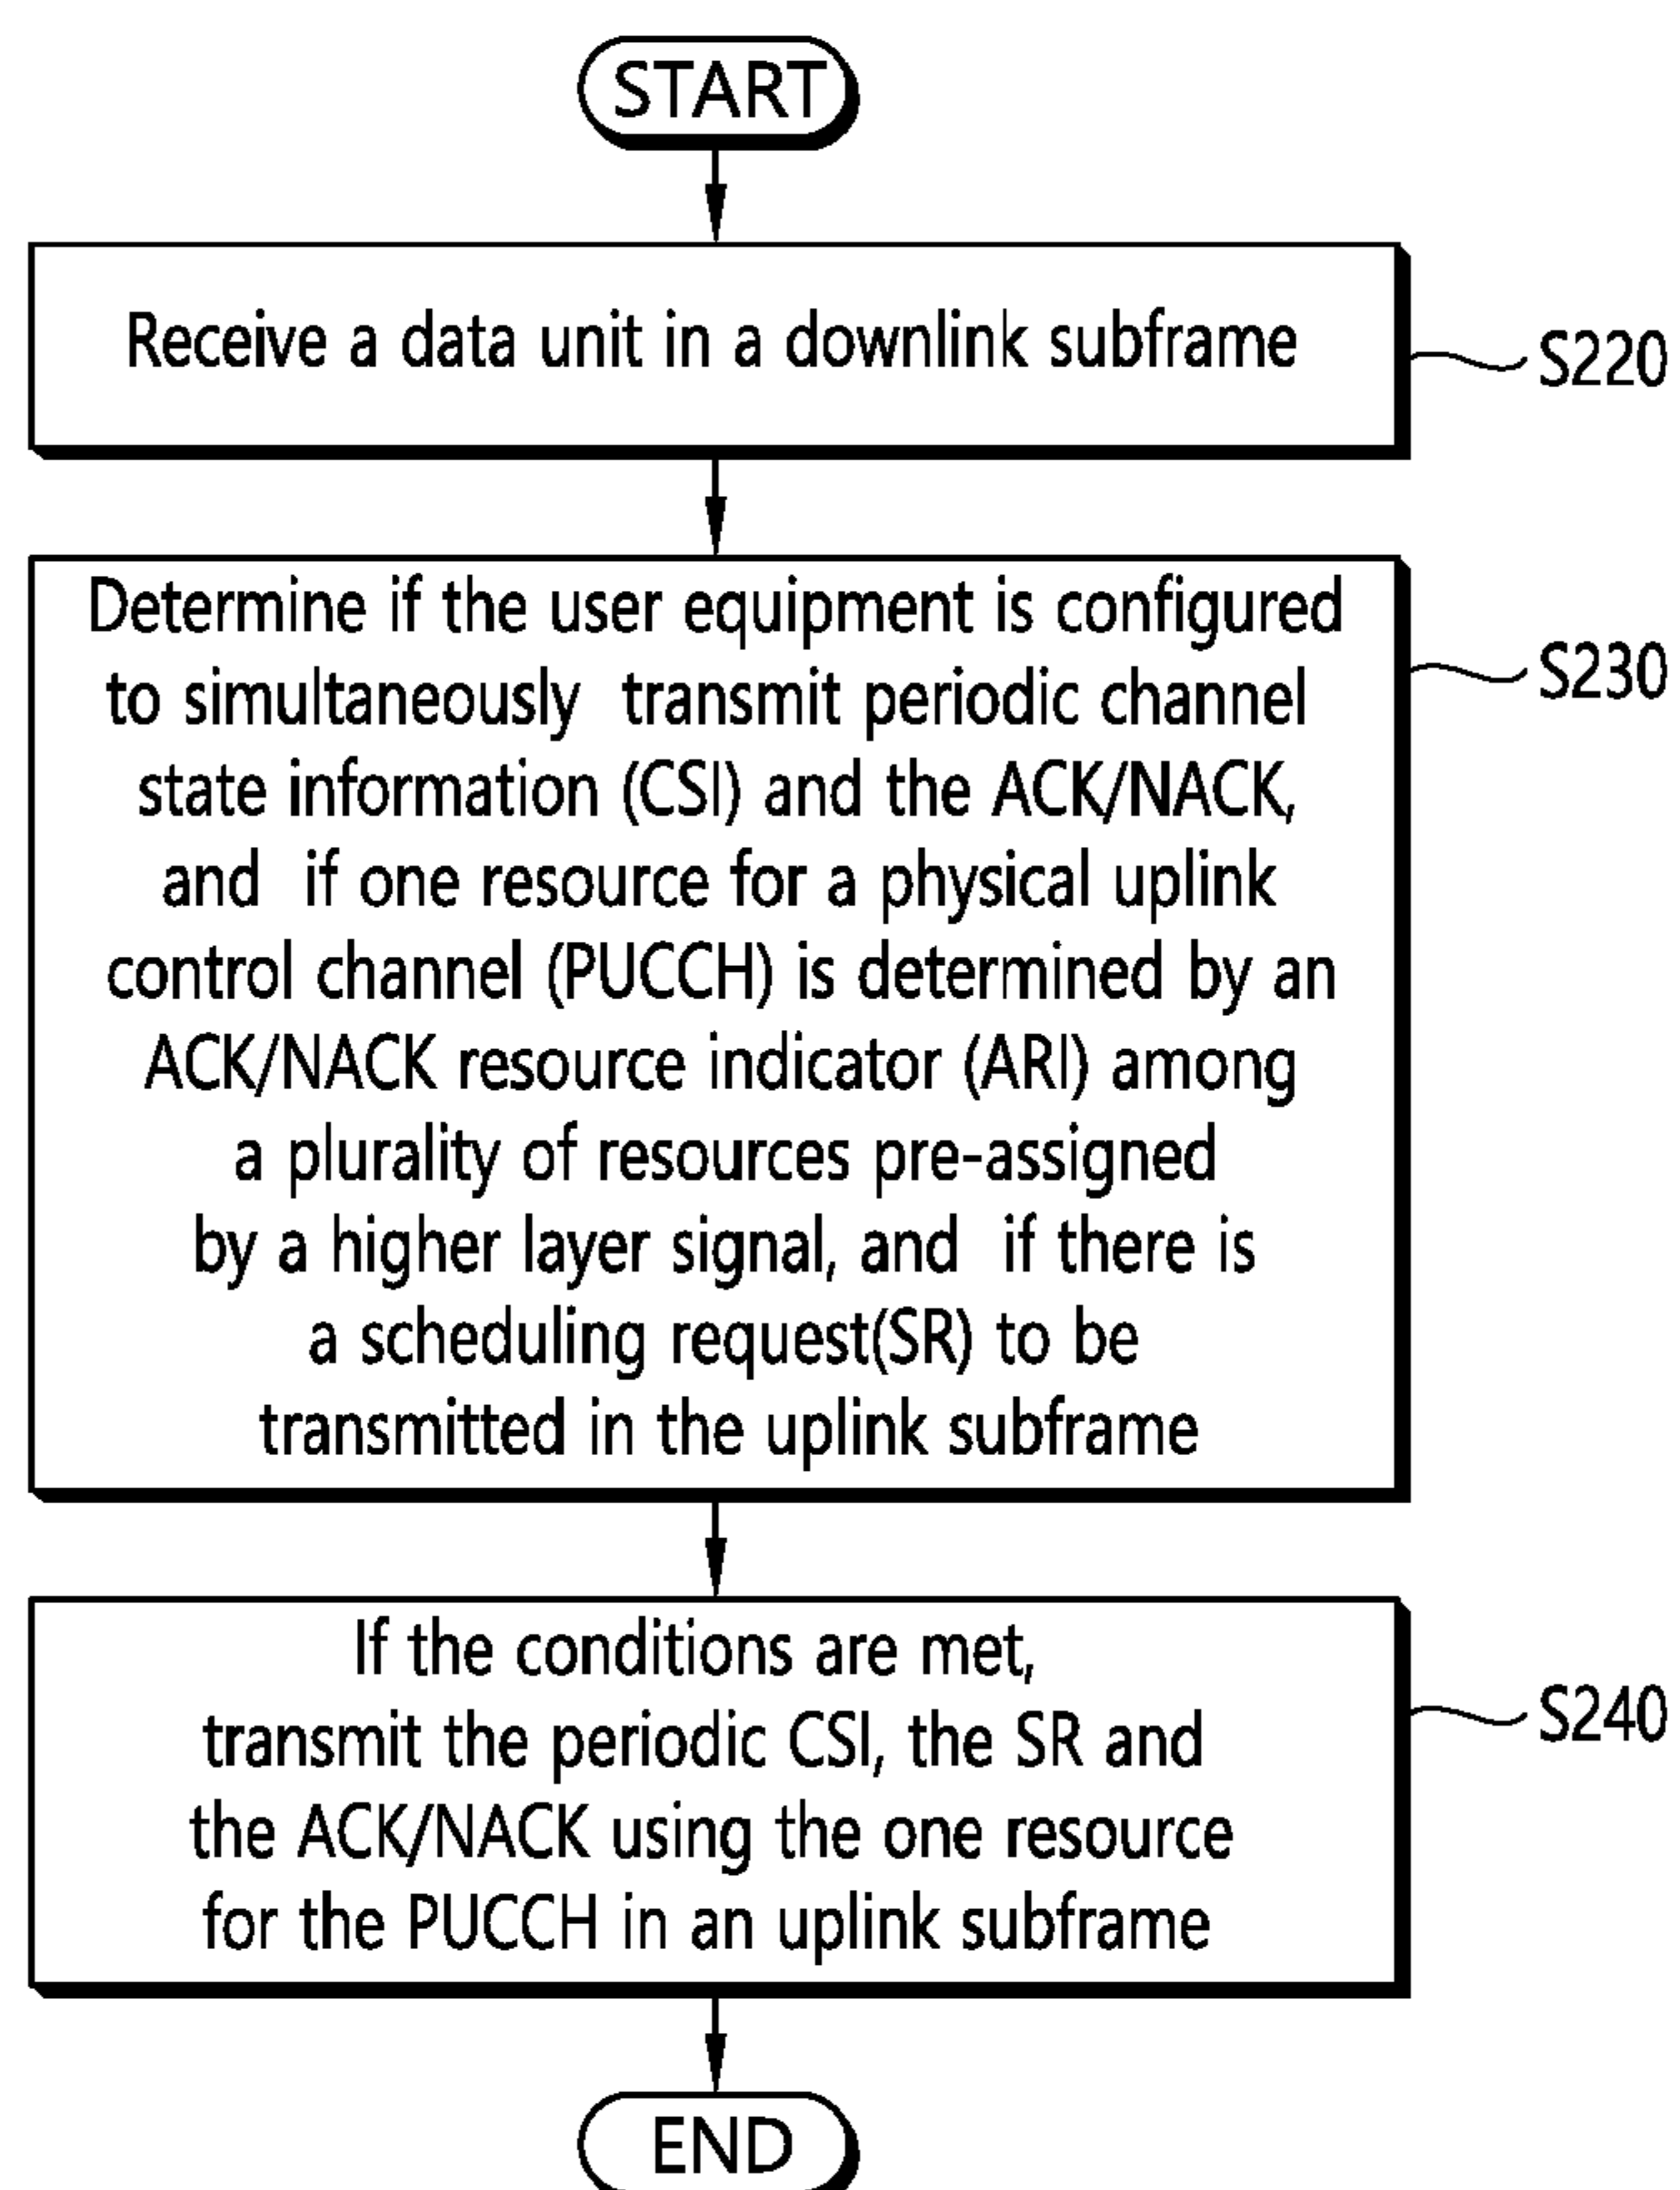 START
Receive a data unit in a downlink subframe
S220
Determine if the user equipment is configured
to simultaneously transmit periodic channel
state information (CSI) and the ACK/NACK,
and if one resource for a physical uplink
control channel (PUCCH) is determined by an
ACK/NACK resource indicator (ARI) among
a plurality of resources pre-assigned
by a higher layer signal, and if there is
a scheduling request(SR) to be
transmitted in the uplink subframe
S230
If the conditions are met,
transmit the periodic CSI, the SR and
the ACK/NACK using the one resource
for the PUCCH in an uplink subframe
S240
END